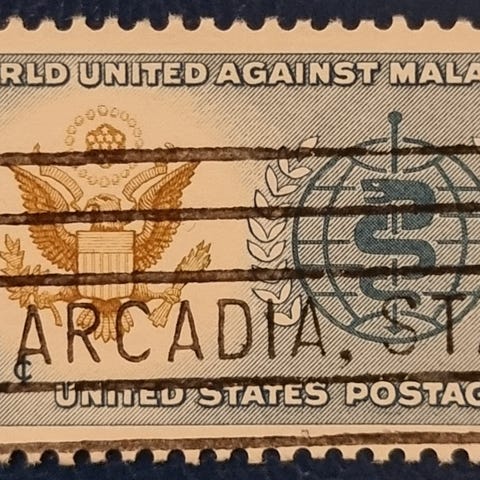 RLD UNITED AGAINST MALA
ARCADIA, ST
¢
UNITED STATES POSTAG